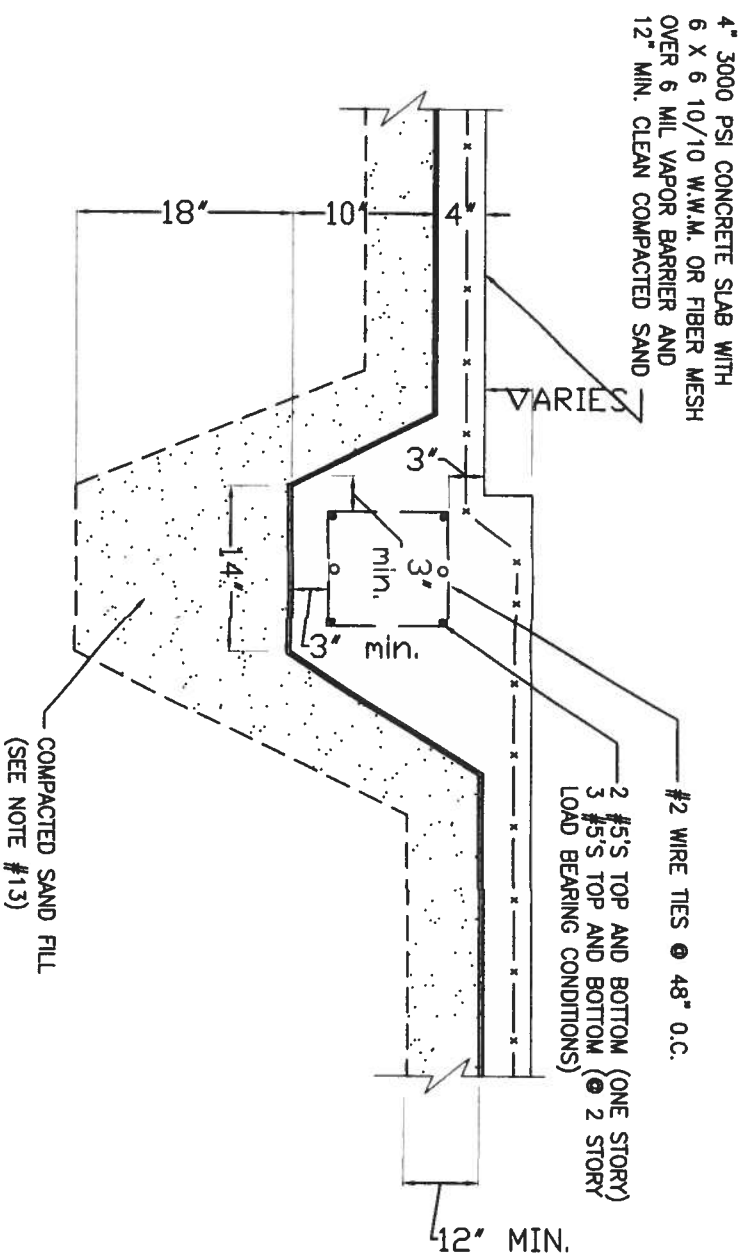 4" 3000 PSI CONCRETE SLAB WITH
6 X 6 10/10 W.W.M. OR FIBER MESH
OVER 6 MIL VAPOR BARRIER AND
12" MIN. CLEAN COMPACTED SAND
#2 WIRE TIES @ 48" O.C.
2 #5'S TOP AND BOTTOM (ONE STORY)
3 #5'S TOP AND BOTTOM (@ 2 STORY
LOAD BEARING CONDITIONS)
VARIES
4"
10"
18"
3"
3"
min.
3"
min.
14"
12" MIN.
COMPACTED SAND FILL
(SEE NOTE #13)